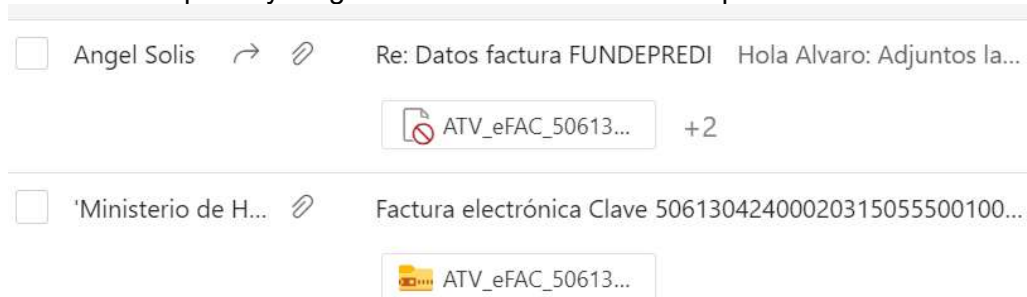 Angel Solis Re: Datos factura FUNDEPREDI Hola Alvaro: Adjuntos la...
ATV_eFAC_50613... +2
'Ministerio de H... Factura electrónica Clave 50613042400020315055500100...
ATV_eFAC_50613...